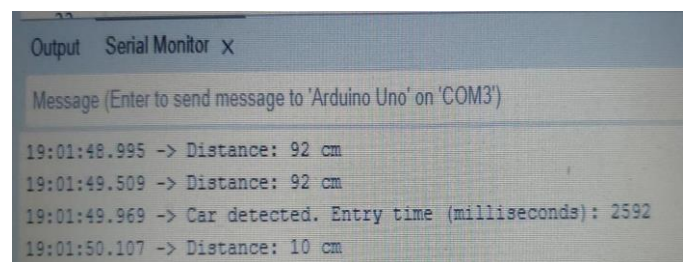 Output Serial Monitor x
Message (Enter to send message to 'Arduino Uno' on 'COM3')
19:01:48.995 -> Distance: 92 cm
19:01:49.509 -> Distance: 92 cm
19:01:49.969 -> Car detected. Entry time (milliseconds): 2592
19:01:50.107 -> Distance: 10 cm